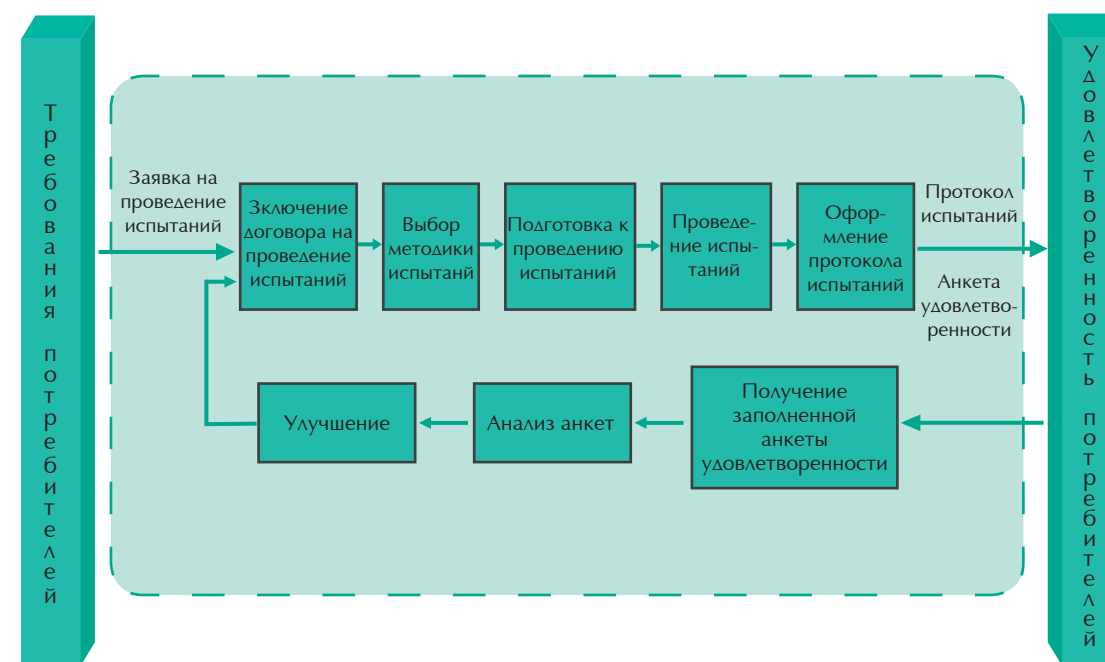 Требования потребителей
Заявка на
проведение
испытаний
Зключение
договора на
проведение
испытаний
Выбор
методики
испытанй
Подготовка к
проведению
испытаний
Проведе-
ние испы-
таний
Офор-
мление
протокола
испытаний
Протокол
испытаний
Анкета
удовлетво-
ренности
Улучшение
Анализ анкет
Получение
заполненной
анкеты
удовлетворенности
Удовлетворенность потребителей